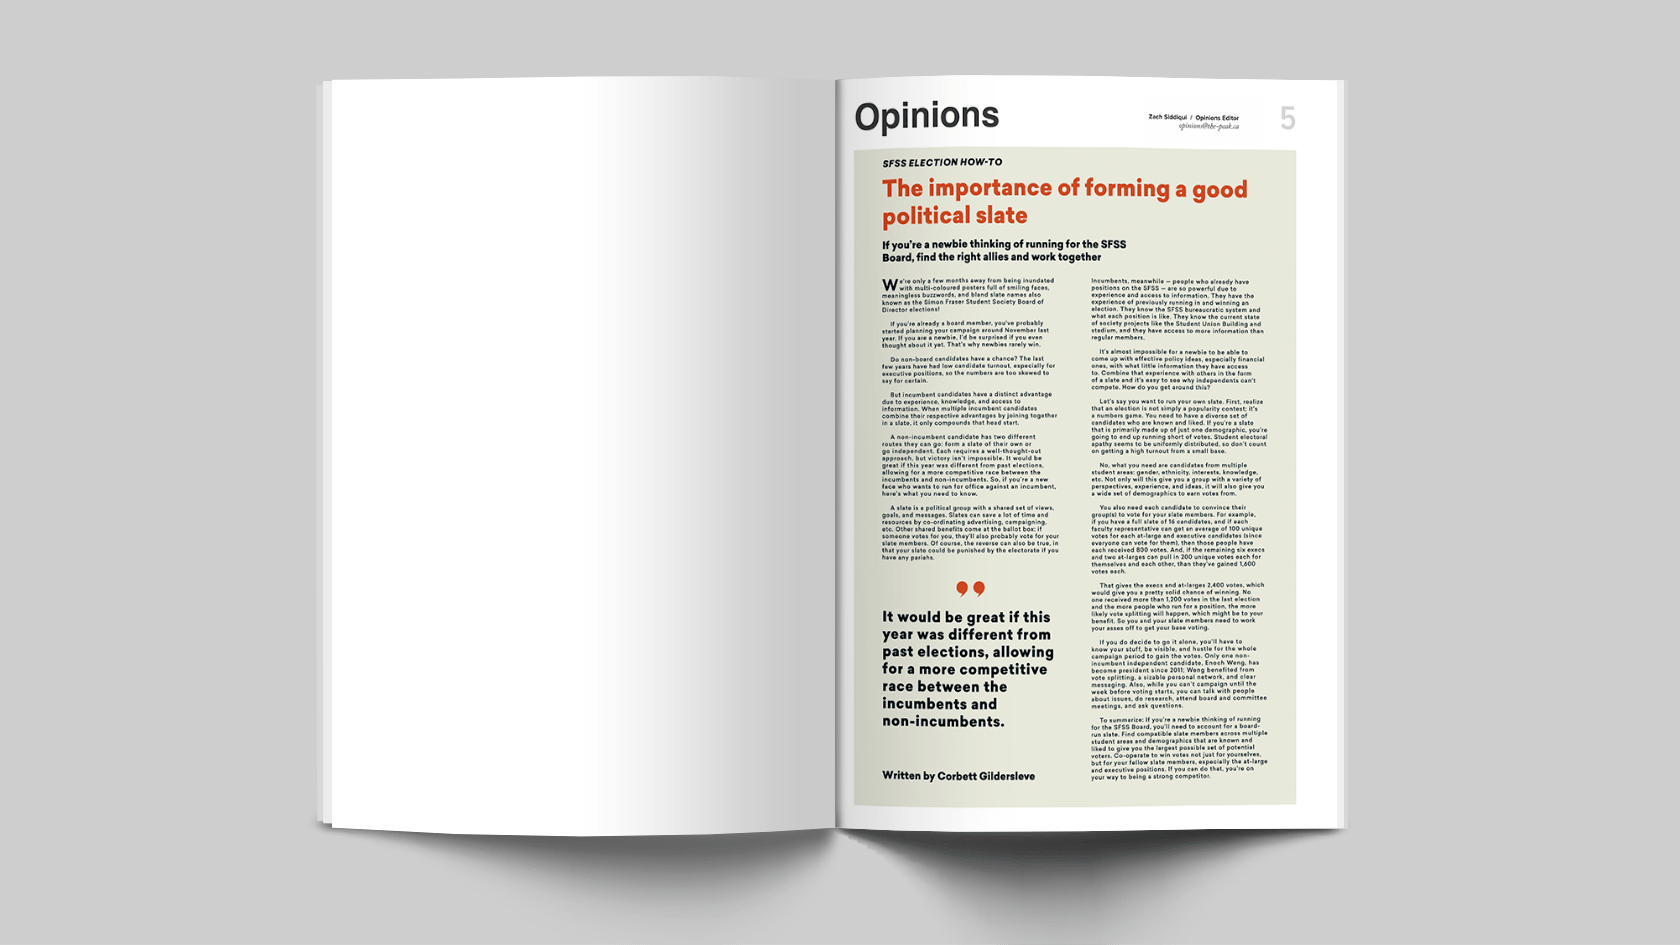 Opinions
Zach Siddiqui / Opinions Editor
opinions@the-peak.ca
5
SFSS ELECTION HOW-TO
The importance of forming a good
political slate
If you're a newbie thinking of running for the SFSS
Board, find the right allies and work together
We're only a few months away from being inundated
with multi-coloured posters full of smiling faces,
meaningless buzzwords, and bland slate names also
known as the Simon Fraser Student Society Board of
Director elections!
If you're already a board member, you've probably
started planning your campaign around November last
year. If you are a newbie, I'd be surprised if you even
thought about it yet. That's why newbies rarely win.
Do non-board candidates have a chance? The last
few years have had low candidate turnout, especially for
executive positions, so the numbers are too skewed to
say for certain.
But incumbent candidates have a distinct advantage
due to experience, knowledge, and access to
information. When multiple incumbent candidates
combine their respective advantages by joining together
in a slate, it only compounds that head start.
A non-incumbent candidate has two different
routes they can go: form a slate of their own or
go independent. Each requires a well-thought-out
approach, but victory isn't impossible. It would be
great if this year was different from past elections,
allowing for a more competitive race between the
incumbents and non-incumbents. So, if you're a new
face who wants to run for office against an incumbent,
here's what you need to know.
A slate is a political group with a shared set of views,
goals, and messages. Slates can save a lot of time and
resources by co-ordinating advertising, campaigning,
etc. Other shared benefits come at the ballot box: if
someone votes for you, they'll also probably vote for your
slate members. Of course, the reverse can also be true, in
that your slate could be punished by the electorate if you
have any pariahs.
”
It would be great if this
year was different from
past elections, allowing
for a more competitive
race between the
incumbents and
non-incumbents.
Written by Corbett Gildersleve
Incumbents, meanwhile — people who already have
positions on the SFSS — are so powerful due to
experience and access to information. They have the
experience of previously running in and winning an
election. They know the SFSS bureaucratic system and
what each position is like. They know the current state
of society projects like the Student Union Building and
stadium, and they have access to more information than
regular members.
It's almost impossible for a newbie to be able to
come up with effective policy ideas, especially financial
ones, with what little information they have access
to. Combine that experience with others in the form
of a slate and it's easy to see why independents can't
compete. How do you get around this?
Let's say you want to run your own slate. First, realize
that an election is not simply a popularity contest; it's
a numbers game. You need to have a diverse set of
candidates who are known and liked. If you're a slate
that is primarily made up of just one demographic, you're
going to end up running short of votes. Student electoral
apathy seems to be uniformly distributed, so don't count
on getting a high turnout from a small base.
No, what you need are candidates from multiple
student areas: gender, ethnicity, interests, knowledge,
etc. Not only will this give you a group with a variety of
perspectives, experience, and ideas, it will also give you
a wide set of demographics to earn votes from.
You also need each candidate to convince their
group(s) to vote for your slate members. For example,
if you have a full slate of 16 candidates, and if each
faculty representative can get an average of 100 unique
votes for each at-large and executive candidates (since
everyone can vote for them), then those people have
each received 800 votes. And, if the remaining six execs
and two at-larges can pull in 200 unique votes each for
themselves and each other, than they've gained 1,600
votes each.
That gives the execs and at-larges 2,400 votes, which
would give you a pretty solid chance of winning. No
one received more than 1,200 votes in the last election
and the more people who run for a position, the more
likely vote splitting will happen, which might be to your
benefit. So you and your slate members need to work
your asses off to get your base voting.
If you do decide to go it alone, you'll have to
know your stuff, be visible, and hustle for the whole
campaign period to gain the votes. Only one non-
incumbent independent candidate, Enoch Weng, has
become president since 2011; Weng benefited from
vote splitting, a sizable personal network, and clear
messaging. Also, while you can't campaign until the
week before voting starts, you can talk with people
about issues, do research, attend board and committee
meetings, and ask questions.
To summarize: If you're a newbie thinking of running
for the SFSS Board, you'll need to account for a board-
run slate. Find compatible slate members across multiple
student areas and demographics that are known and
liked to give you the largest possible set of potential
voters. Co-operate to win votes not just for yourselves,
but for your fellow slate members, especially the at-large
and executive positions. If you can do that, you're on
your way to being a strong competitor.